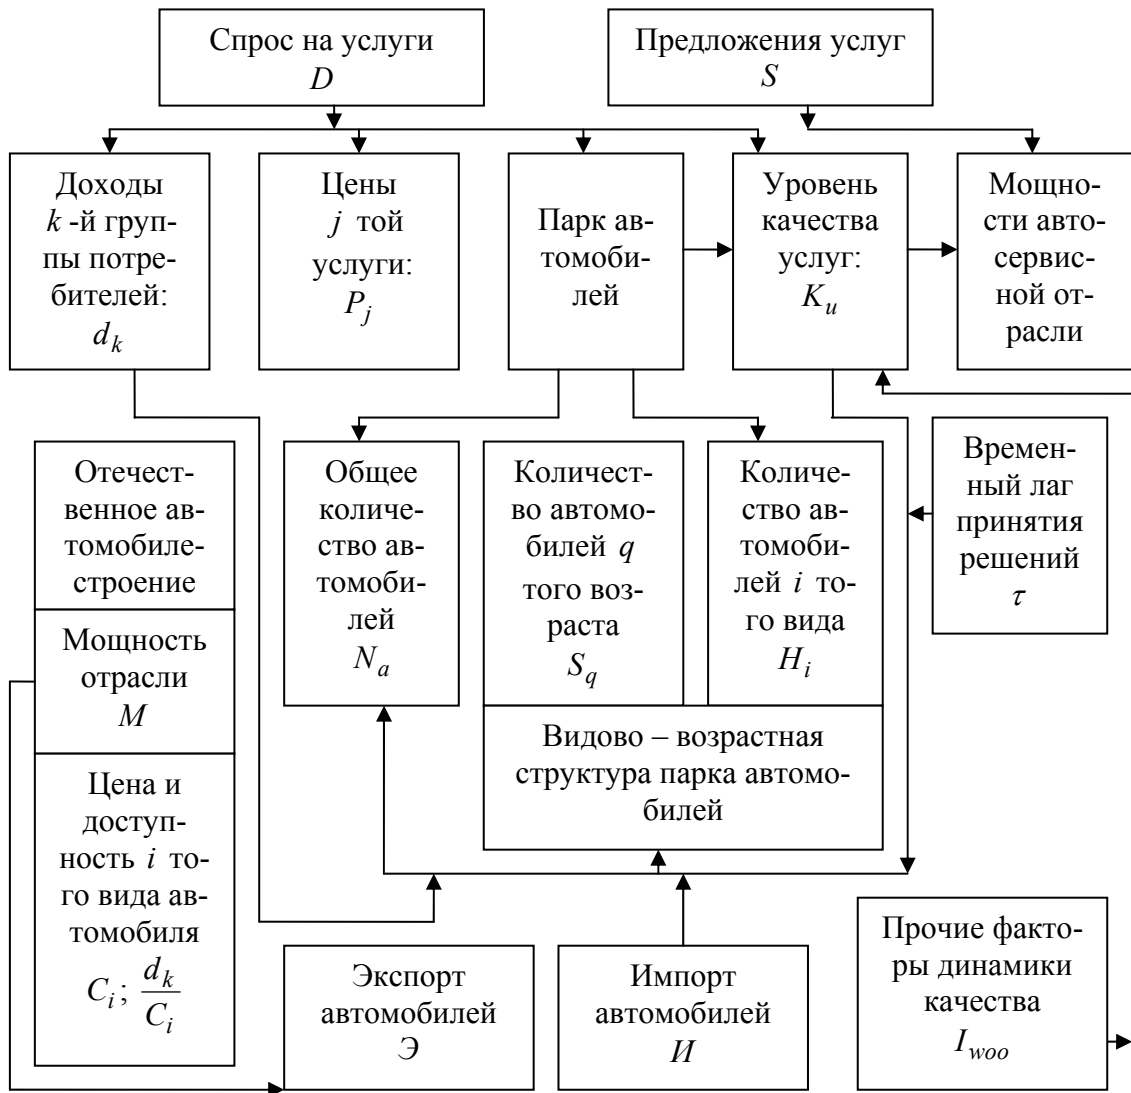 Спрос на услуги
D
Предложения услуг
S
Доходы
k -й груп-
пы потре-
бителей:
d_k
Цены
j той
услуги:
P_j
Парк ав-
томоби-
лей
Уровень
качества
услуг:
K_u
Мощно-
сти авто-
сервис-
ной от-
расли
Отечест-
венное ав-
томобиле-
строение
Мощность
отрасли
M
Цена и
доступ-
ность i то-
го вида ав-
томобиля
C_i; d_k/C_i
Общее
количе-
ство ав-
томоби-
лей
N_a
Количест-
во автомо-
билей q
того воз-
раста
S_q
Количе-
ство ав-
томоби-
лей i то-
го вида
H_i
Видово – возрастная
структура парка автомо-
билей
Времен-
ный лаг
принятия
решений
τ
Экспорт
автомобилей
Э
Импорт
автомобилей
И
Прочие факто-
ры динамики
качества
I_woo